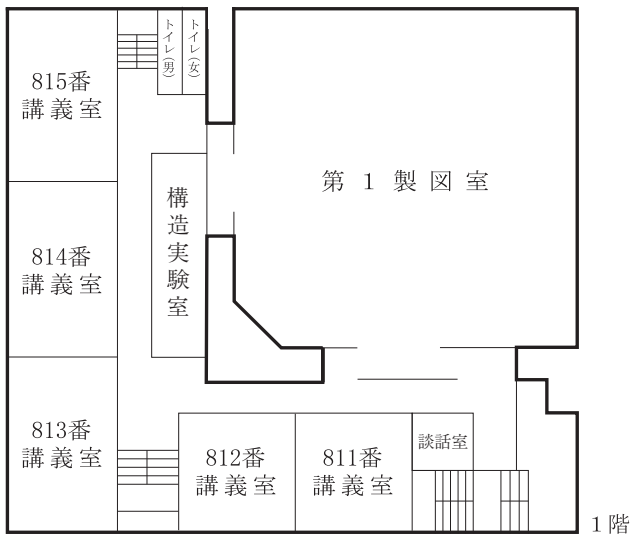 トイレ(男)
トイレ(女)
815番
講義室
第1製図室
構造実験室
814番
講義室
813番
講義室
812番
講義室
811番
講義室
談話室
1階